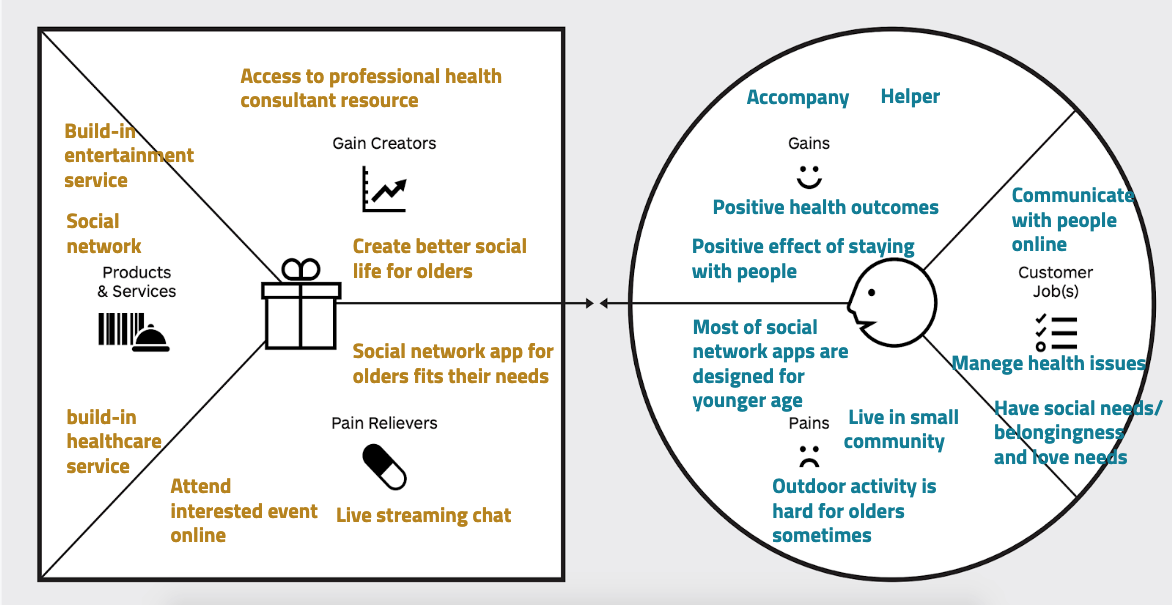 Access to professional health
consultant resource
Gain Creators
Create better social
life for olders
Build-in
entertainment
service
Social
network
Products
& Services
build-in
healthcare
service
Social network app for
olders fits their needs
Pain Relievers
Attend
interested event
online
Live streaming chat
Accompany
Helper
Gains
Positive health outcomes
Positive effect of staying
with people
Communicate
with people
online
Customer
Job(s)
Manege health issues
Have social needs/
belongingness
and love needs
Most of social
network apps are
designed for
younger age
Pains
Live in small
community
Outdoor activity is
hard for olders
sometimes